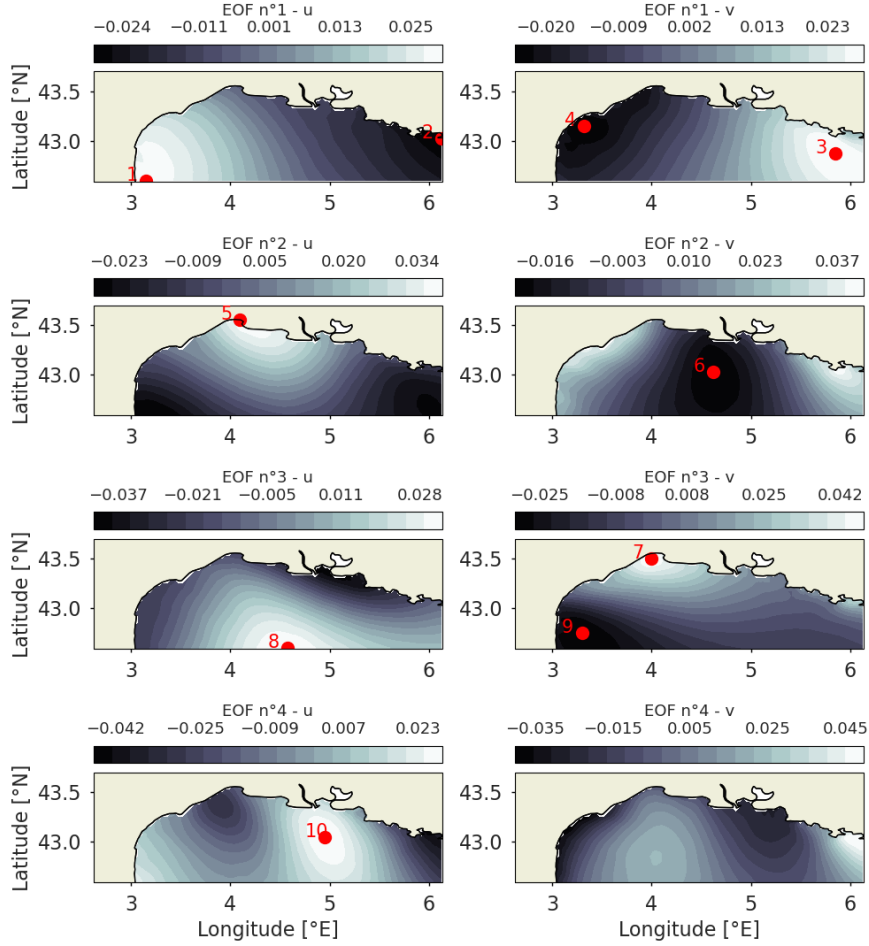 EOF n°1 - u
EOF n°1 - v
−0.024 −0.011 0.001 0.013 0.025
−0.020 −0.009 0.002 0.013 0.023
Latitude [°N]
43.5
43.0
1
2
3 4 5 6
Latitude [°N]
43.5
43.0
4
3
3 4 5 6
EOF n°2 - u
EOF n°2 - v
−0.023 −0.009 0.005 0.020 0.034
−0.016 −0.003 0.010 0.023 0.037
Latitude [°N]
43.5
43.0
5
3 4 5 6
Latitude [°N]
43.5
43.0
6
3 4 5 6
EOF n°3 - u
EOF n°3 - v
−0.037 −0.021 −0.005 0.011 0.028
−0.025 −0.008 0.008 0.025 0.042
Latitude [°N]
43.5
43.0
8
3 4 5 6
Latitude [°N]
43.5
43.0
7
9
3 4 5 6
EOF n°4 - u
EOF n°4 - v
−0.042 −0.025 −0.009 0.007 0.023
−0.035 −0.015 0.005 0.025 0.045
Latitude [°N]
43.5
43.0
10
3 4 5 6
Longitude [°E]
Latitude [°N]
43.5
43.0
3 4 5 6
Longitude [°E]